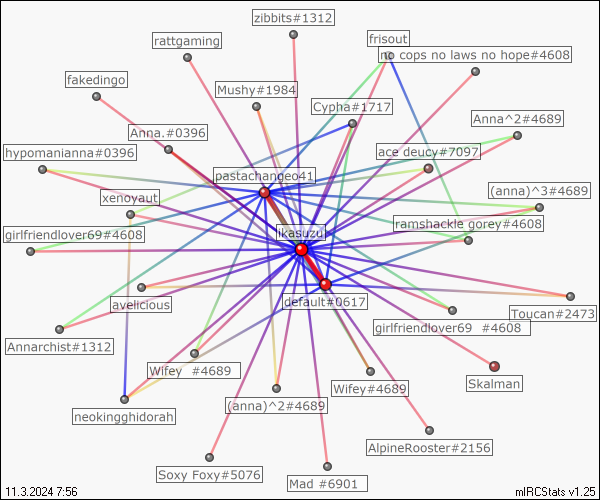 zibbits#1312
rattgaming
frisout
no cops no laws no hope#4608
fakedingo
Mushy#1984
Cypha#1717
Anna^2#4689
Anna.#0396
hypomanianna#0396
ace deucy#7097
pastachangeo41
xenoyaut
(anna)^3#4689
ramshackle gorey#4608
girlfriendlover69#4608
ikasuzu
default#0617
avelicious
Toucan#2473
girlfriendlover69 #4608
Annarchist#1312
Wifey #4689
Wifey#4689
Skalman
(anna)^2#4689
neokingghidorah
AlpineRooster#2156
Soxy Foxy#5076
Mad #6901
11.3.2024 7:56
mIRCStats v1.25